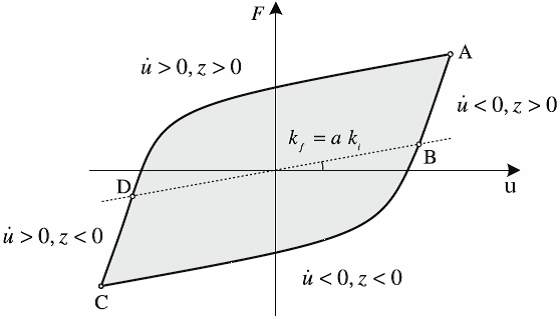 F
A
u̇ > 0, z > 0
u̇ < 0, z > 0
k_f = a k_i
B
D
u
u̇ > 0, z < 0
u̇ < 0, z < 0
C